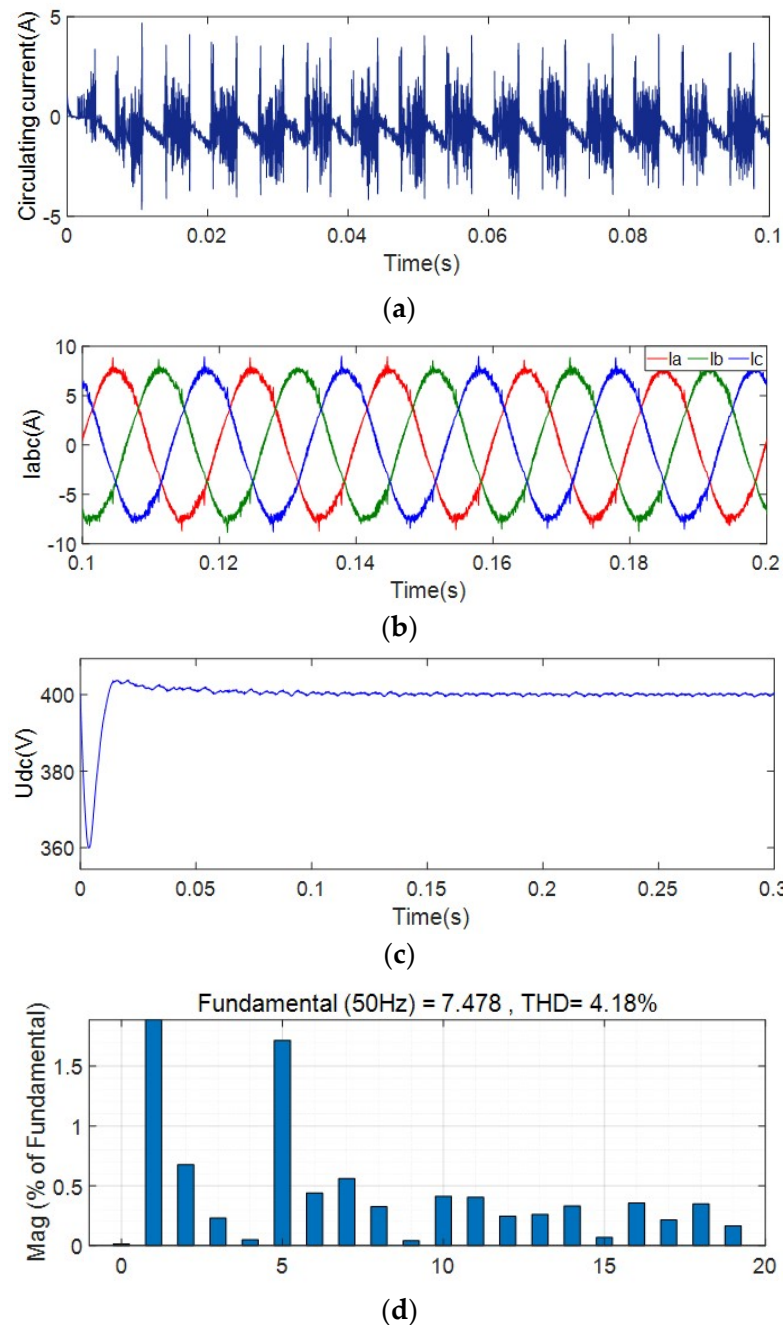 Circulating current(A)
5
0
-5
0 0.02 0.04 0.06 0.08 0.1
Time(s)
(a)
Iabc(A)
10
5
0
-5
-10
Ia Ib Ic
0.1 0.12 0.14 0.16 0.18 0.2
Time(s)
(b)
Udc(V)
400
380
360
0 0.05 0.1 0.15 0.2 0.25 0.3
Time(s)
(c)
Fundamental (50Hz) = 7.478 , THD= 4.18%
Mag (% of Fundamental)
1.5
1
0.5
0
0 5 10 15 20
(d)